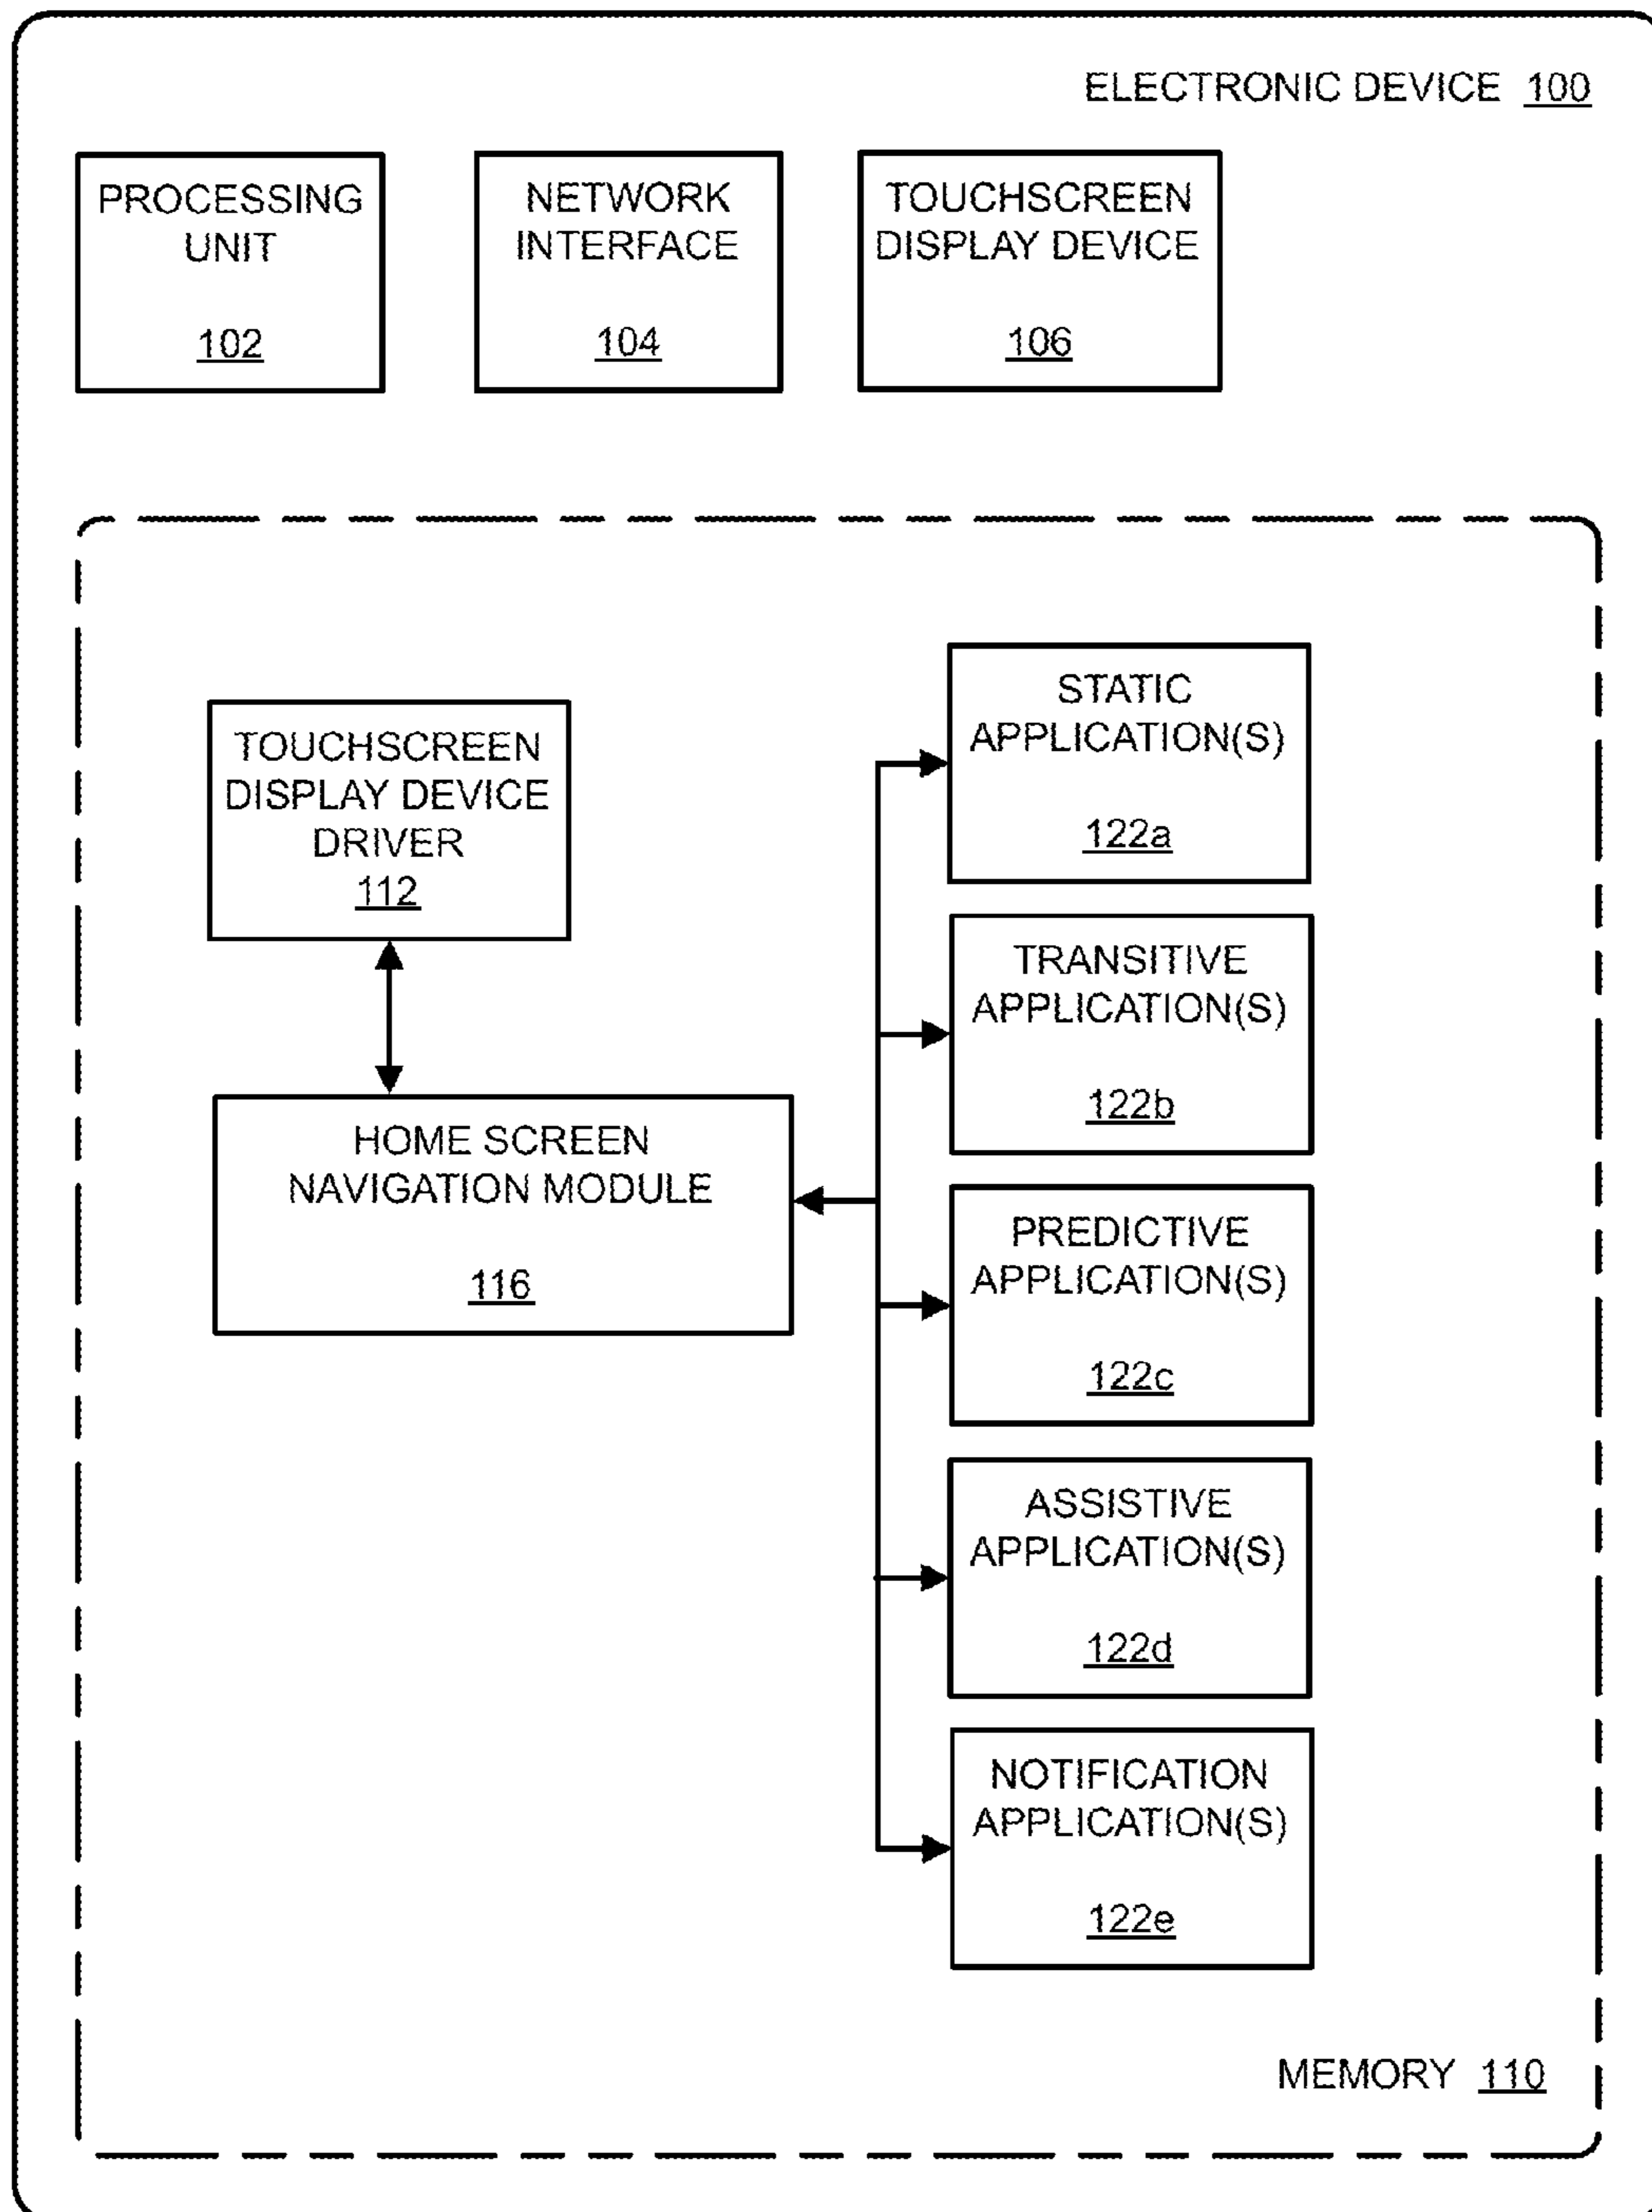 ELECTRONIC DEVICE 100
PROCESSING
UNIT
102
NETWORK
INTERFACE
104
TOUCHSCREEN
DISPLAY DEVICE
106
TOUCHSCREEN
DISPLAY DEVICE
DRIVER
112
HOME SCREEN
NAVIGATION MODULE
116
STATIC
APPLICATION(S)
122a
TRANSITIVE
APPLICATION(S)
122b
PREDICTIVE
APPLICATION(S)
122c
ASSISTIVE
APPLICATION(S)
122d
NOTIFICATION
APPLICATION(S)
122e
MEMORY 110